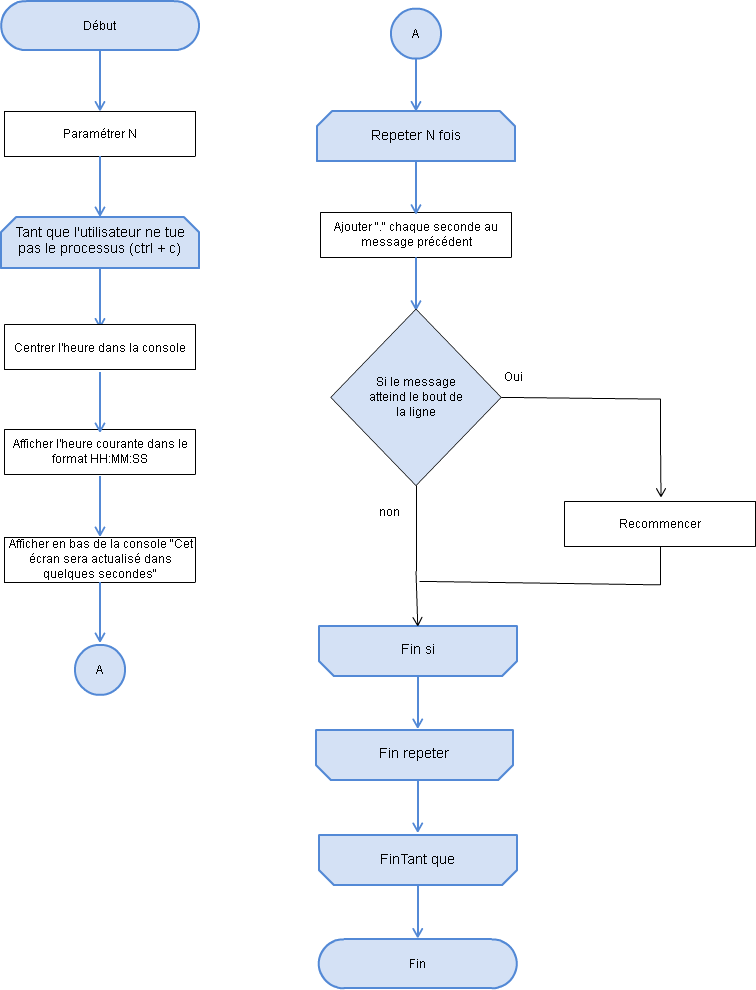 Début
Paramétrer N
Tant que l'utilisateur ne tue
pas le processus (ctrl + c)
Centrer l'heure dans la console
Afficher l'heure courante dans le
format HH:MM:SS
Afficher en bas de la console "Cet
écran sera actualisé dans
quelques secondes"
A
A
Repeter N fois
Ajouter "." chaque seconde au
message précédent
Si le message
atteind le bout de
la ligne
Oui
non
Recommencer
Fin si
Fin repeter
FinTant que
Fin